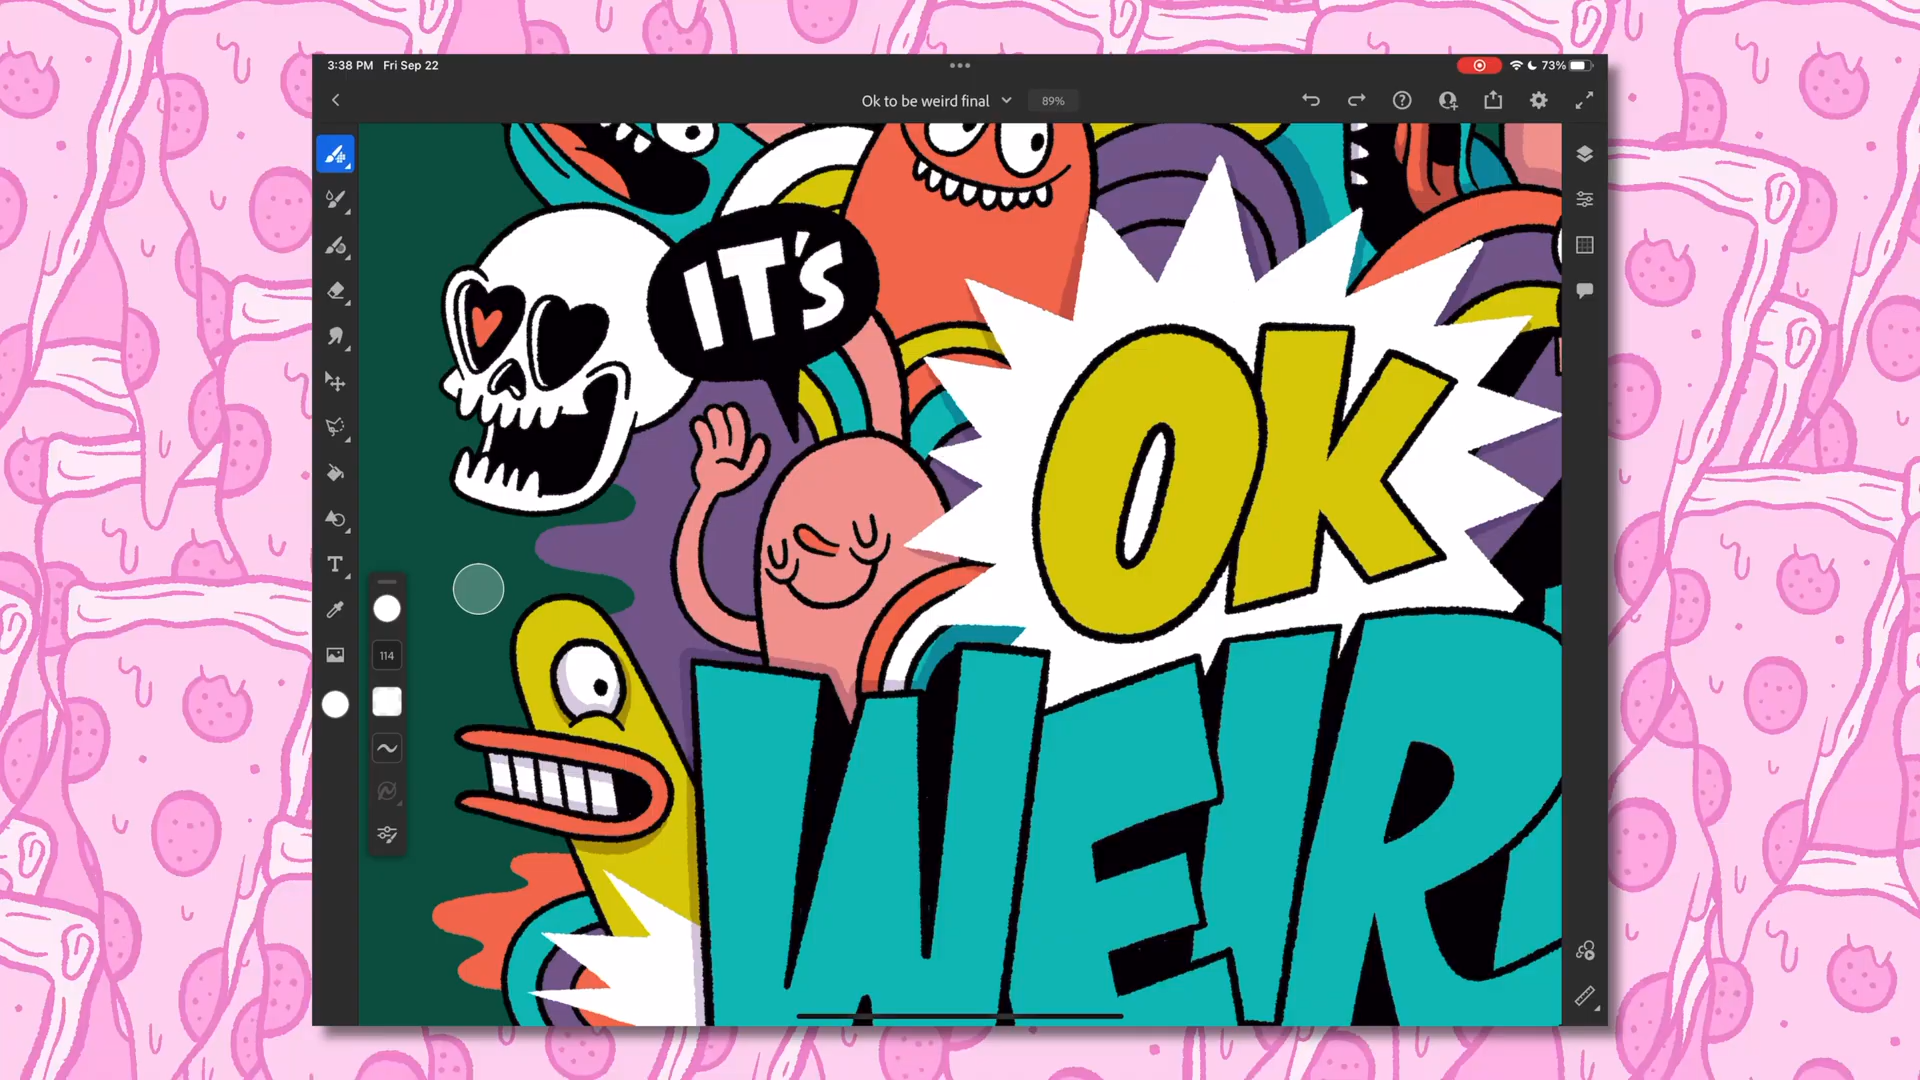 3:38 PM Fri Sep 22
73%
Ok to be weird final
89%
IT'S
OK
WEIR
T
114